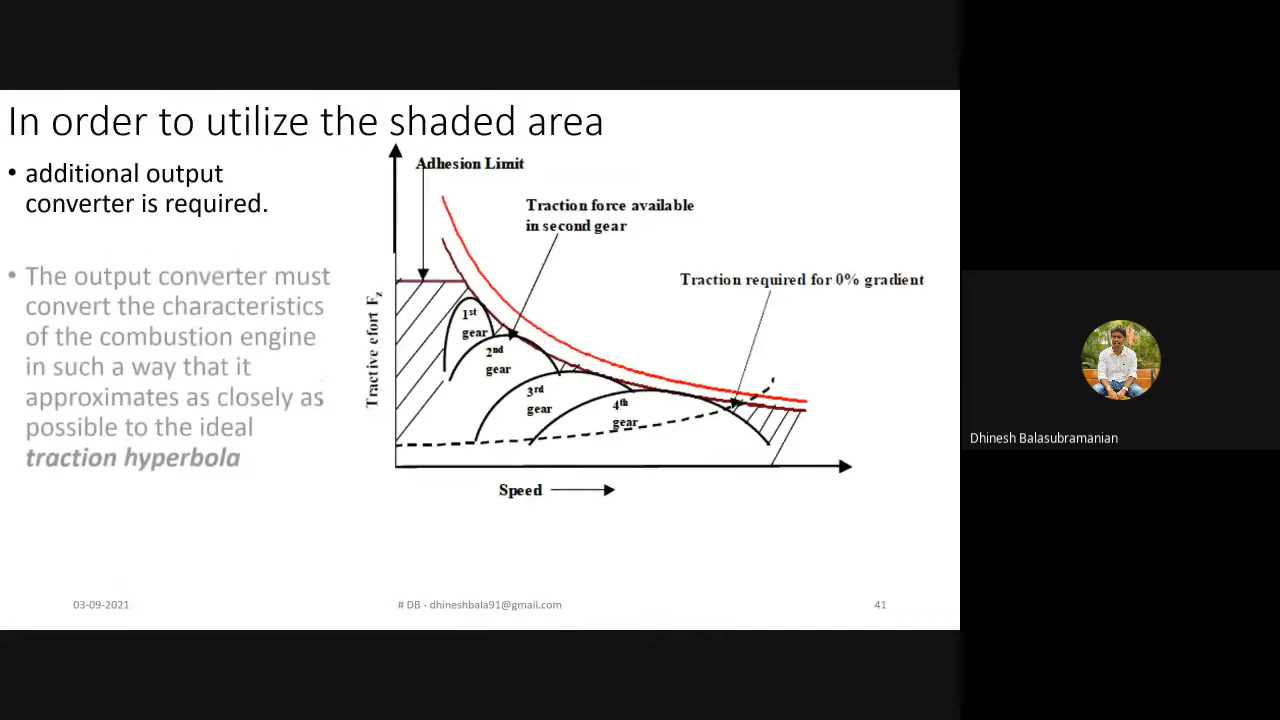 In order to utilize the shaded area
• additional output
converter is required.
• The output converter must
convert the characteristics
of the combustion engine
in such a way that it
approximates as closely as
possible to the ideal
traction hyperbola
Adhesion Limit
Traction force available
in second gear
Traction required for 0% gradient
Tractive efort Fz
1st
gear
2nd
gear
3rd
gear
4th
gear
Speed
03-09-2021
# DB - dhineshbala91@gmail.com
41
Dhinesh Balasubramanian